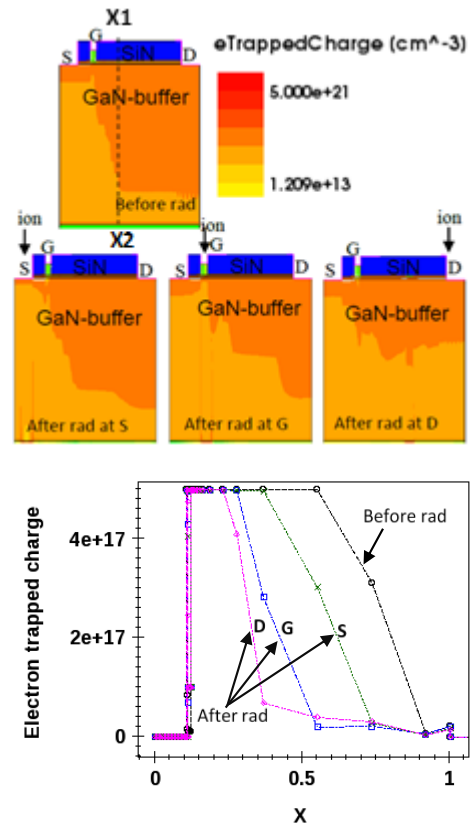 X1
G
S
SiN
D
GaN-buffer
Before rad
eTrappedCharge (cm^-3)
5.000e+21
1.209e+13
ion
ion
ion
X2
G
S
SiN
D
GaN-buffer
After rad at S
G
S
SiN
D
GaN-buffer
After rad at G
G
S
SiN
D
GaN-buffer
After rad at D
Electron trapped charge
4e+17
2e+17
0
Before rad
D
G
S
After rad
0
0.5
1
X